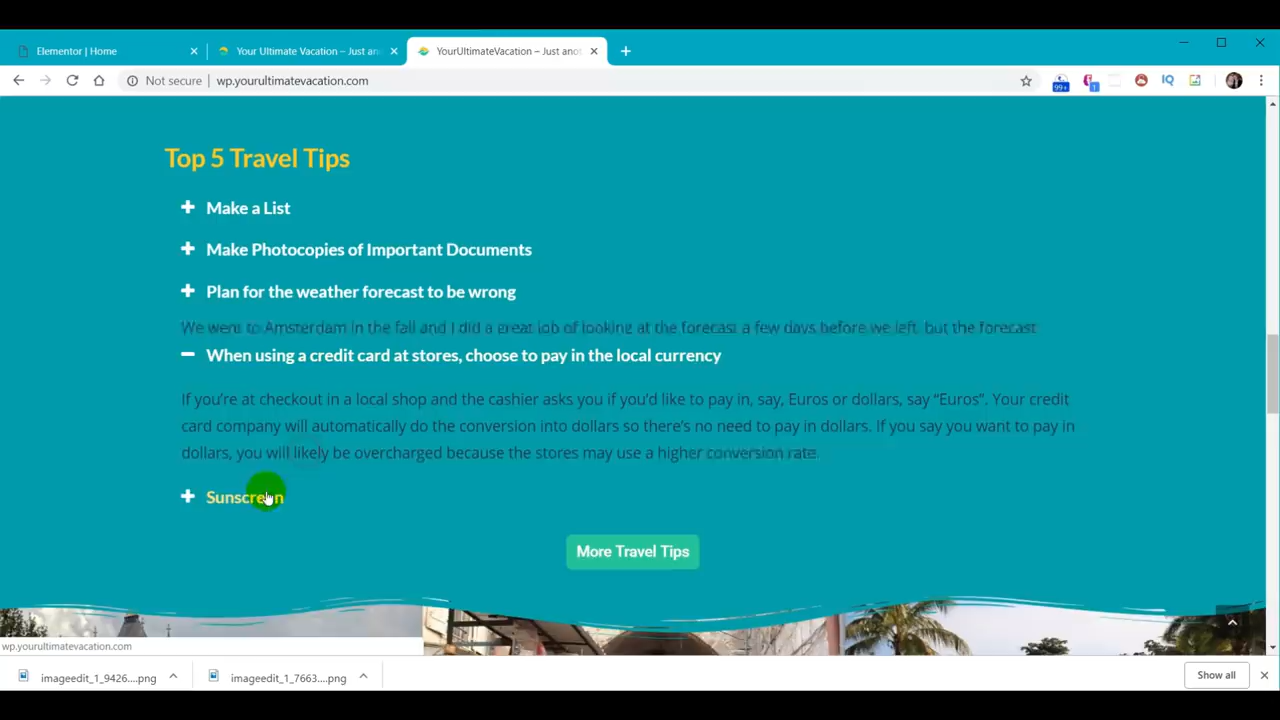 Elementor | Home
Your Ultimate Vacation – Just an
YourUltimateVacation – Just anot
Not secure
wp.yourultimatevacation.com
99+
1
IQ
Top 5 Travel Tips
Make a List
Make Photocopies of Important Documents
Plan for the weather forecast to be wrong
We went to Amsterdam in the fall and I did a great job of looking at the forecast a few days before we left, but the forecast
When using a credit card at stores, choose to pay in the local currency
If you’re at checkout in a local shop and the cashier asks you if you’d like to pay in, say, Euros or dollars, say “Euros”. Your credit
card company will automatically do the conversion into dollars so there’s no need to pay in dollars. If you say you want to pay in
dollars, you will likely be overcharged because the stores may use a higher conversion rate.
Sunscreen
More Travel Tips
wp.yourultimatevacation.com
imageedit_1_9426....png
imageedit_1_7663....png
Show all